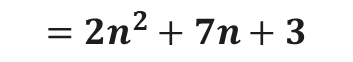 = 2n² + 7n + 3